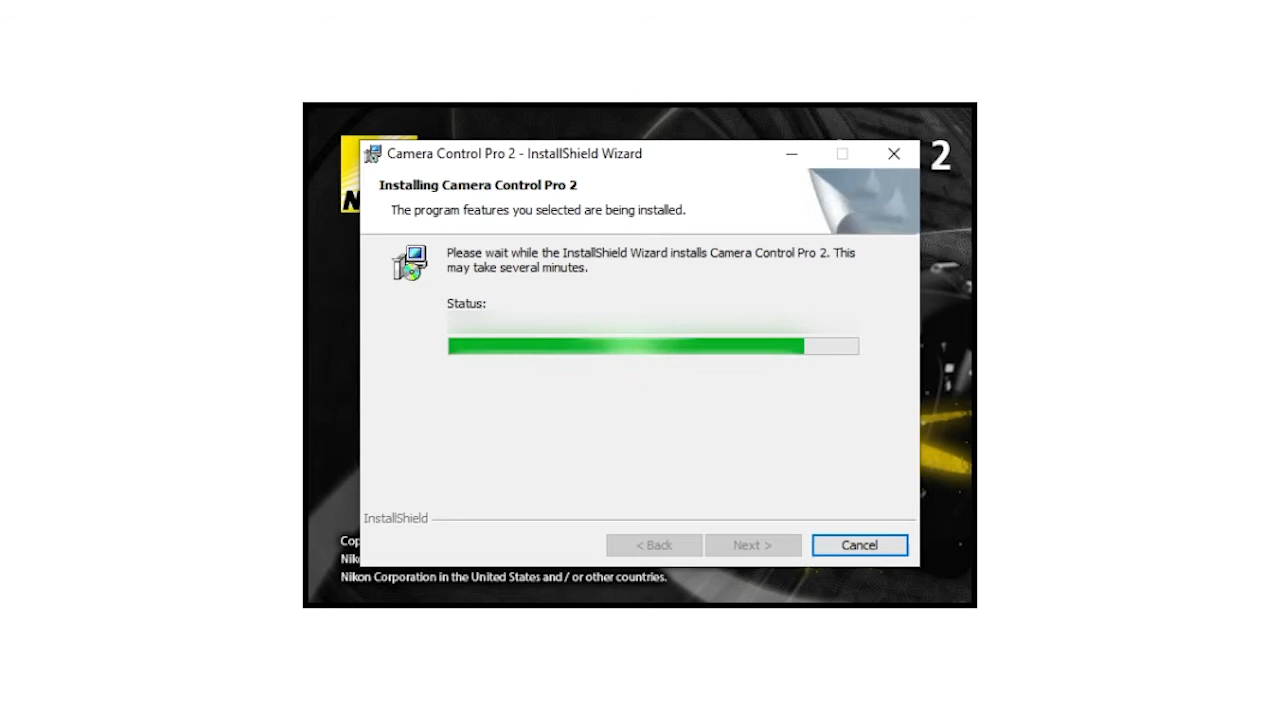 2
Camera Control Pro 2 - InstallShield Wizard
Installing Camera Control Pro 2
The program features you selected are being installed.
Please wait while the InstallShield Wizard installs Camera Control Pro 2. This
may take several minutes.
Status:
InstallShield
< Back
Next >
Cancel
Nikon Corporation in the United States and / or other countries.